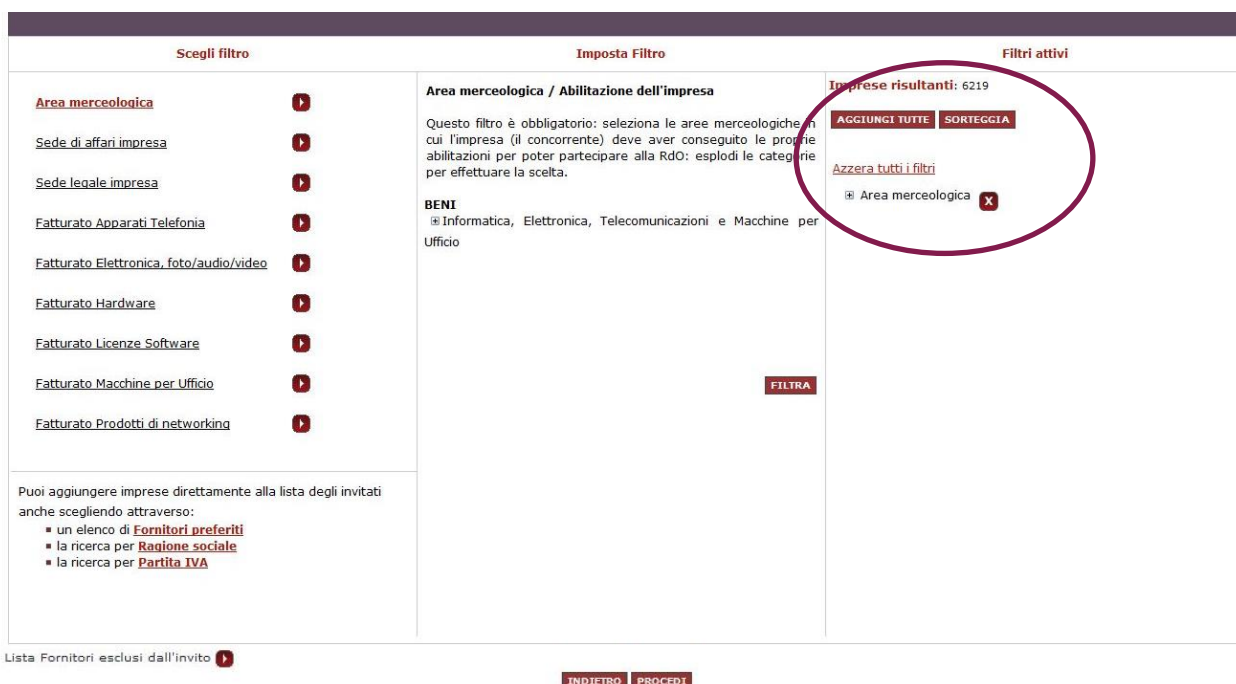 Scegli filtro
Imposta Filtro
Filtri attivi
Area merceologica
Sede di affari impresa
Sede legale impresa
Fatturato Apparati Telefonia
Fatturato Elettronica, foto/audio/video
Fatturato Hardware
Fatturato Licenze Software
Fatturato Macchine per Ufficio
Fatturato Prodotti di networking
Puoi aggiungere imprese direttamente alla lista degli invitati
anche scegliendo attraverso:
un elenco di Fornitori preferiti
la ricerca per Ragione sociale
la ricerca per Partita IVA
Area merceologica / Abilitazione dell'impresa
Questo filtro è obbligatorio: seleziona le aree merceologiche in
cui l'impresa (il concorrente) deve aver conseguito le proprie
abilitazioni per poter partecipare alla RdO: esplodi le categorie
per effettuare la scelta.
BENI
Informatica, Elettronica, Telecomunicazioni e Macchine per
Ufficio
FILTRA
Imprese risultanti: 6219
AGGIUNGI TUTTE SORTEGGIA
Azzera tutti i filtri
Area merceologica X
Lista Fornitori esclusi dall'invito
INDIETRO PROCEDI